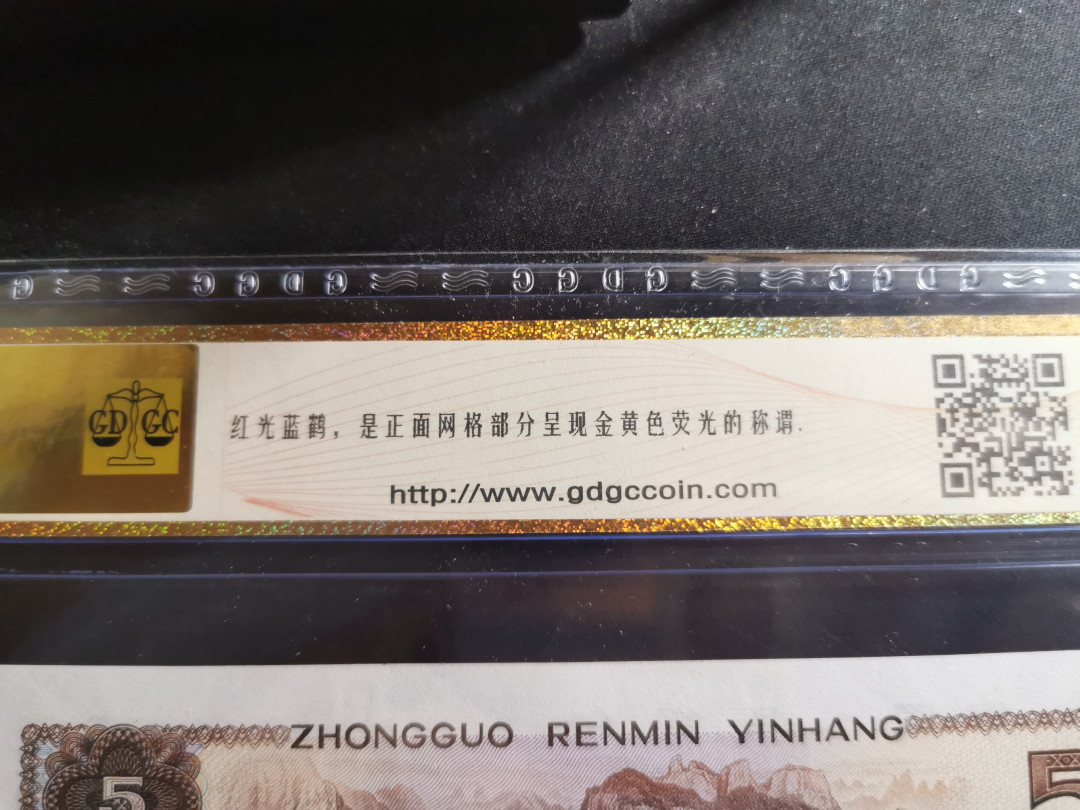 G ≋ ≋ G G D G ≋ ≋ G G D G ≋ ≋ G G D G
GD GC
红光蓝鹤，是正面网格部分呈现金黄色荧光的称谓.
http://www.gdgccoin.com
ZHONGGUO RENMIN YINHANG
5 5